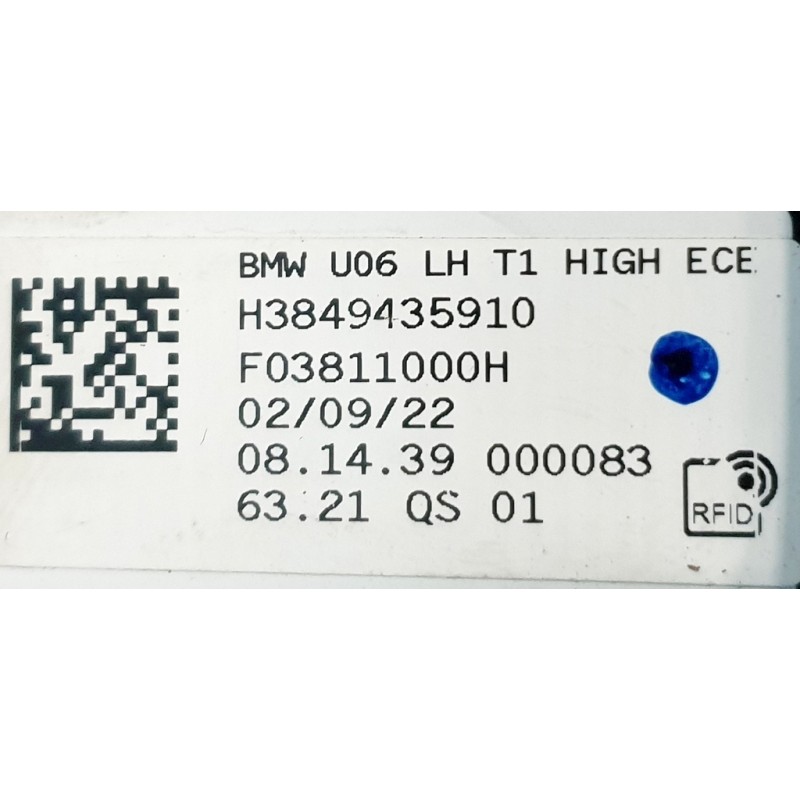 BMW U06 LH T1 HIGH ECE
H3849435910
F03811000H
02/09/22
08.14.39 000083
63.21 QS 01
RFID